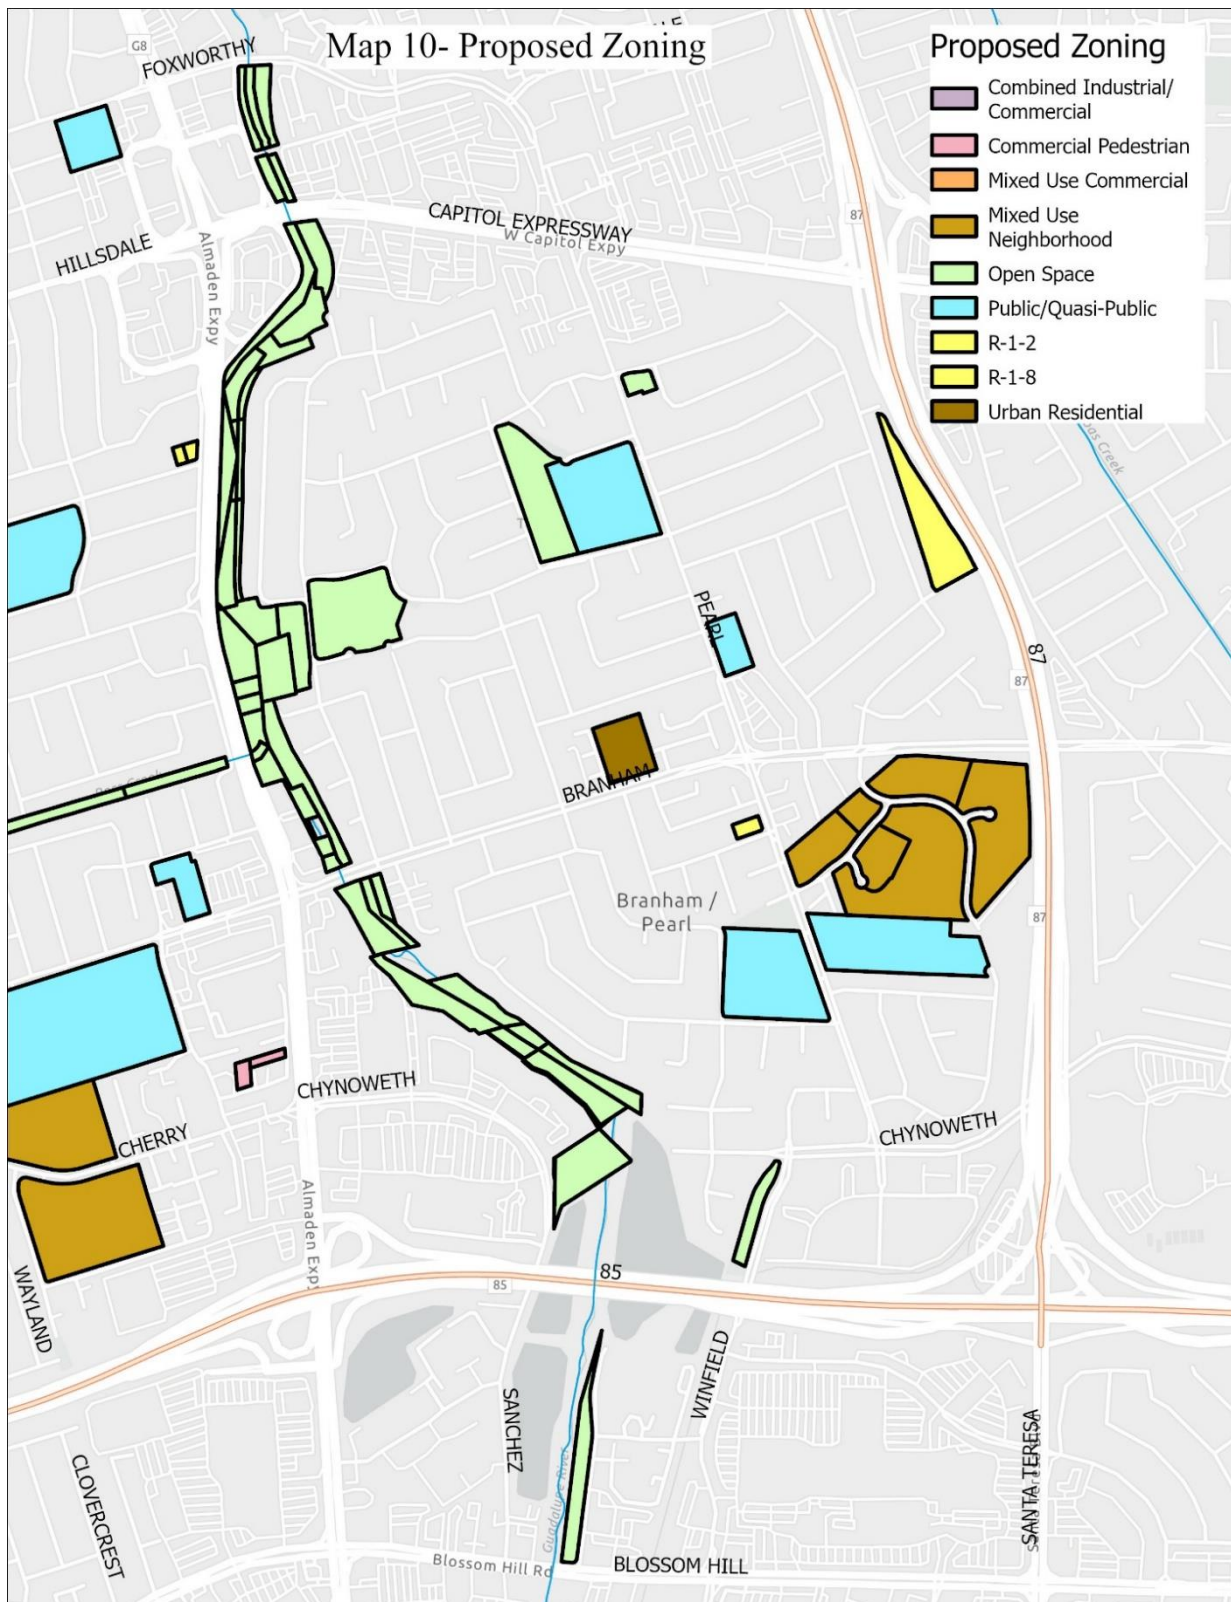 Map 10- Proposed Zoning
Proposed Zoning
Combined Industrial/
Commercial
Commercial Pedestrian
Mixed Use Commercial
Mixed Use
Neighborhood
Open Space
Public/Quasi-Public
R-1-2
R-1-8
Urban Residential
G8
FOXWORTHY
HILLSDALE
Almaden Expy
CAPITOL EXPRESSWAY
W Capitol Expy
87
PEARL
87
87
BRANHAM
Branham /
Pearl
87
CHYNOWETH
CHERRY
CHYNOWETH
Almaden Expy
WAYLAND
85
85
WINFIELD
SANCHEZ
Guadalupe River
SANTA TERESA
CLOVERCREST
Blossom Hill Rd
BLOSSOM HILL